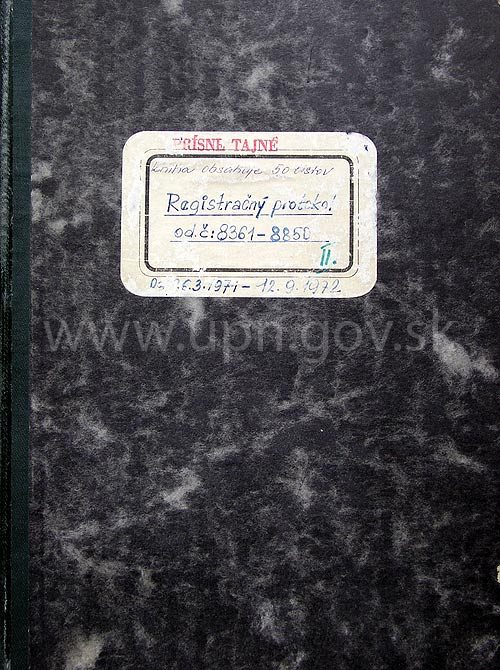 PRÍSNE TAJNÉ
Kniha obsahuje 50 listov
Registračný protokol
od č: 8361 - 8850
II.
Od 26.3.1971 - 12.9.1972
www.upn.gov.sk